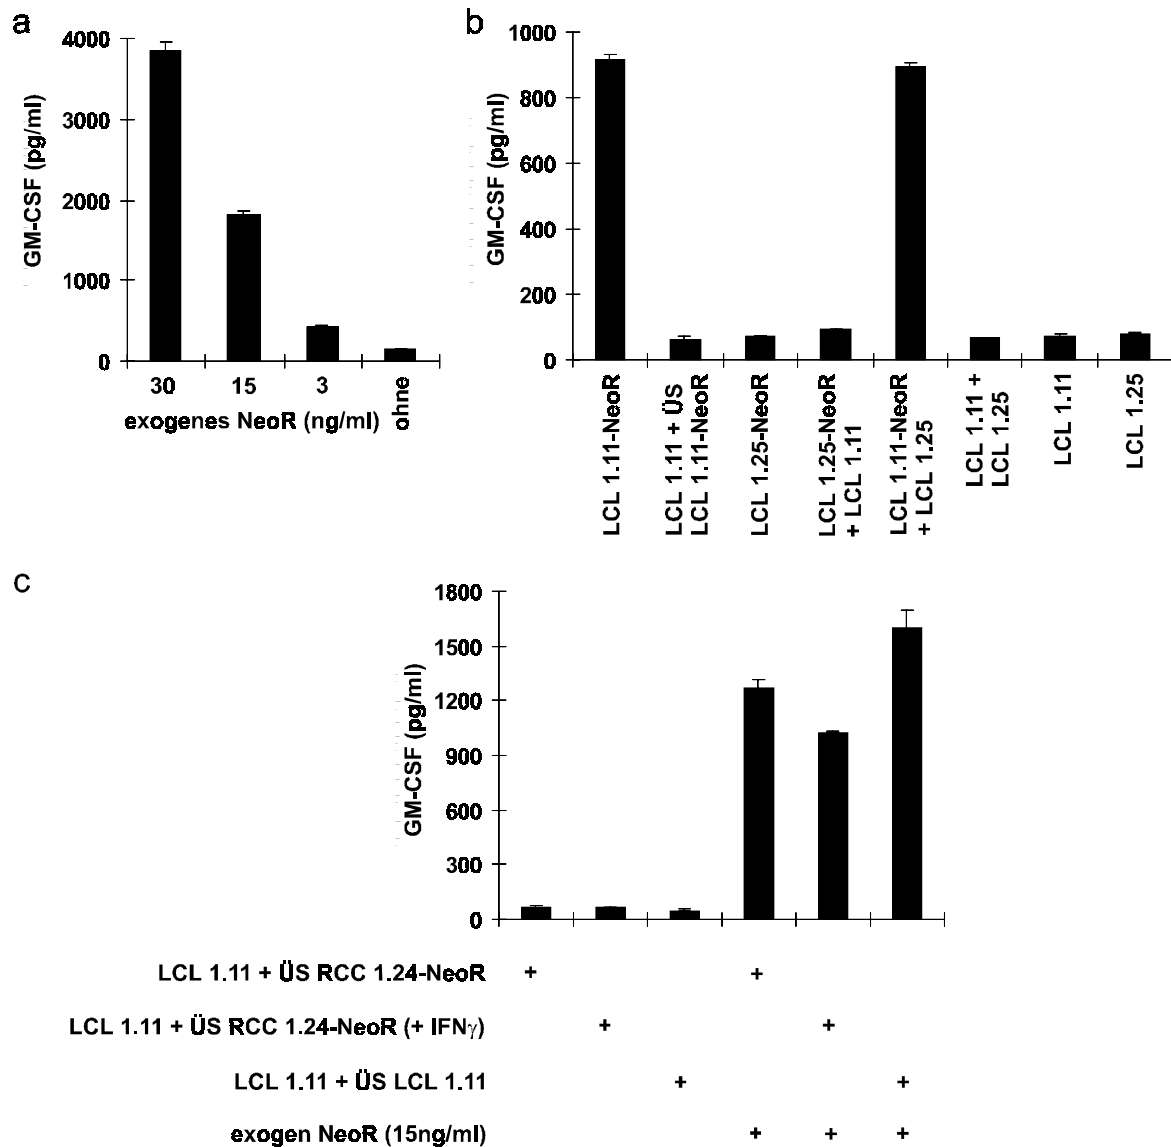 a
4000
3000
2000
1000
0
GM-CSF (pg/ml)
30 15 3 ohne
exogenes NeoR (ng/ml)
b
1000
800
600
400
200
0
GM-CSF (pg/ml)
LCL 1.11-NeoR
LCL 1.11 + ÜS
LCL 1.11-NeoR
LCL 1.25-NeoR
LCL 1.25-NeoR
+ LCL 1.11
LCL 1.11-NeoR
+ LCL 1.25
LCL 1.11 +
LCL 1.25
LCL 1.11
LCL 1.25
c
1800
1500
1200
900
600
300
0
GM-CSF (pg/ml)
LCL 1.11 + ÜS RCC 1.24-NeoR + +
LCL 1.11 + ÜS RCC 1.24-NeoR (+ IFNγ) + +
LCL 1.11 + ÜS LCL 1.11 + +
exogen NeoR (15ng/ml) + + +